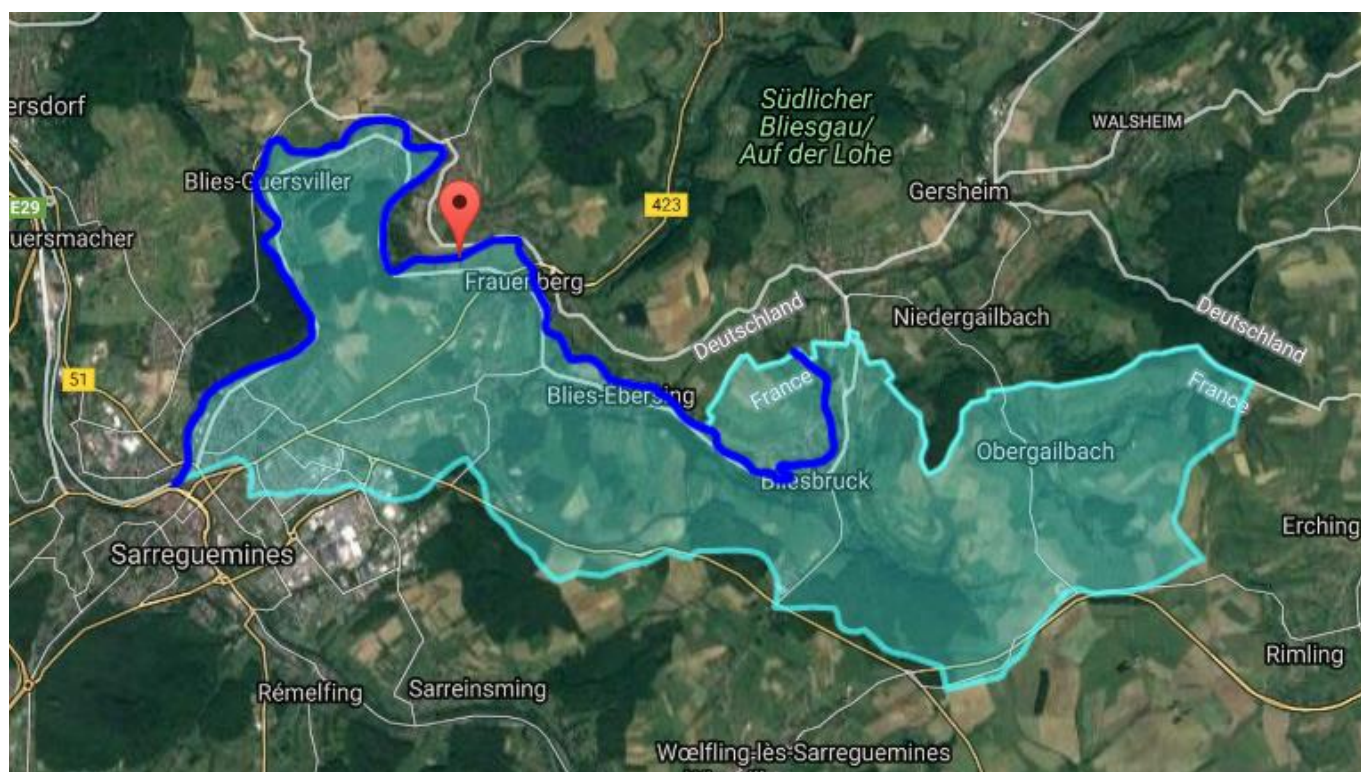 ersdorf
Südlicher
Bliesgau/
Auf der Lohe
WALSHEIM
Blies-Guersviller
Gersheim
E29
423
uersmacher
Frauenberg
Deutschland
Niedergailbach
Deutschland
51
Blies-Ebersing
France
France
Obergailbach
Bliesbruck
Erching
Sarreguemines
Rimling
Rémelfing
Sarreinsming
Wœlfling-lès-Sarreguemines